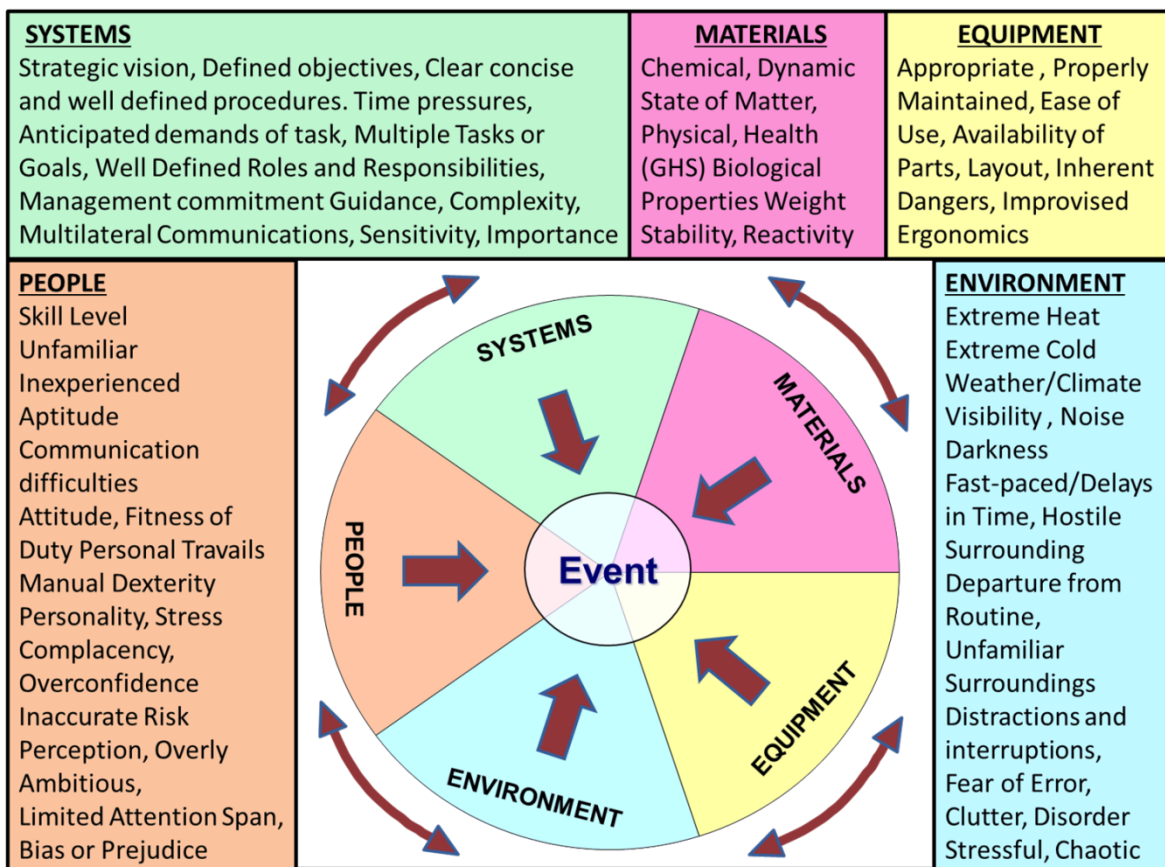 SYSTEMS
Strategic vision, Defined objectives, Clear concise
and well defined procedures. Time pressures,
Anticipated demands of task, Multiple Tasks or
Goals, Well Defined Roles and Responsibilities,
Management commitment Guidance, Complexity,
Multilateral Communications, Sensitivity, Importance
MATERIALS
Chemical, Dynamic
State of Matter,
Physical, Health
(GHS) Biological
Properties Weight
Stability, Reactivity
EQUIPMENT
Appropriate , Properly
Maintained, Ease of
Use, Availability of
Parts, Layout, Inherent
Dangers, Improvised
Ergonomics
PEOPLE
Skill Level
Unfamiliar
Inexperienced
Aptitude
Communication
difficulties
Attitude, Fitness of
Duty Personal Travails
Manual Dexterity
Personality, Stress
Complacency,
Overconfidence
Inaccurate Risk
Perception, Overly
Ambitious,
Limited Attention Span,
Bias or Prejudice
SYSTEMS
MATERIALS
PEOPLE
Event
EQUIPMENT
ENVIRONMENT
ENVIRONMENT
Extreme Heat
Extreme Cold
Weather/Climate
Visibility , Noise
Darkness
Fast-paced/Delays
in Time, Hostile
Surrounding
Departure from
Routine,
Unfamiliar
Surroundings
Distractions and
interruptions,
Fear of Error,
Clutter, Disorder
Stressful, Chaotic